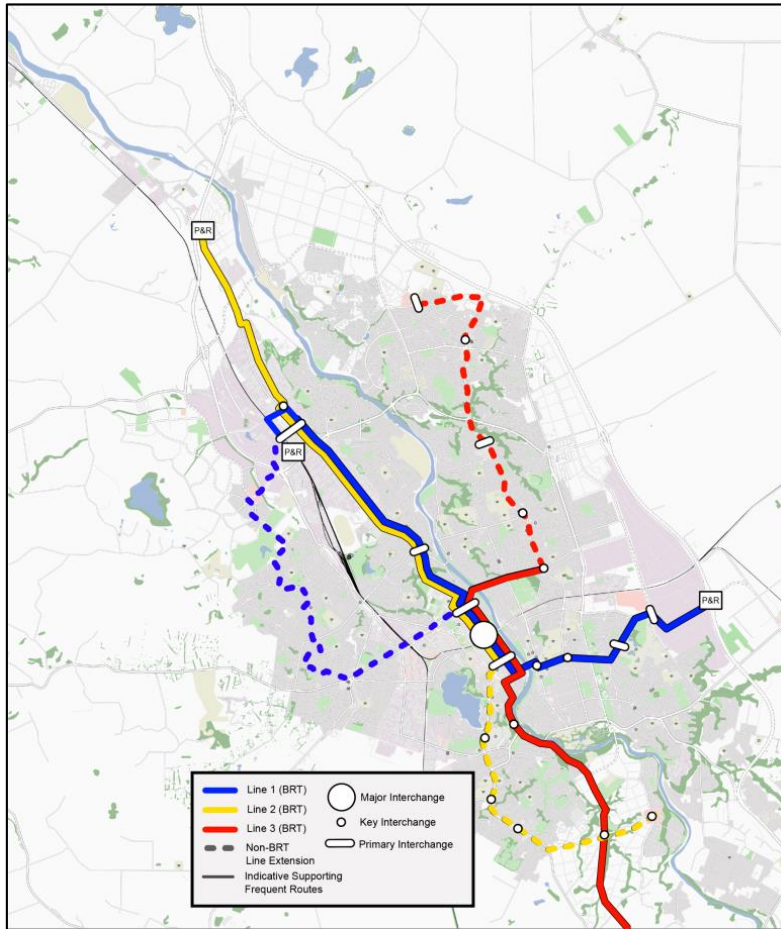 P&R
P&R
P&R
Line 1 (BRT)
Line 2 (BRT)
Line 3 (BRT)
Non-BRT
Line Extension
Indicative Supporting
Frequent Routes
Major Interchange
Key Interchange
Primary Interchange